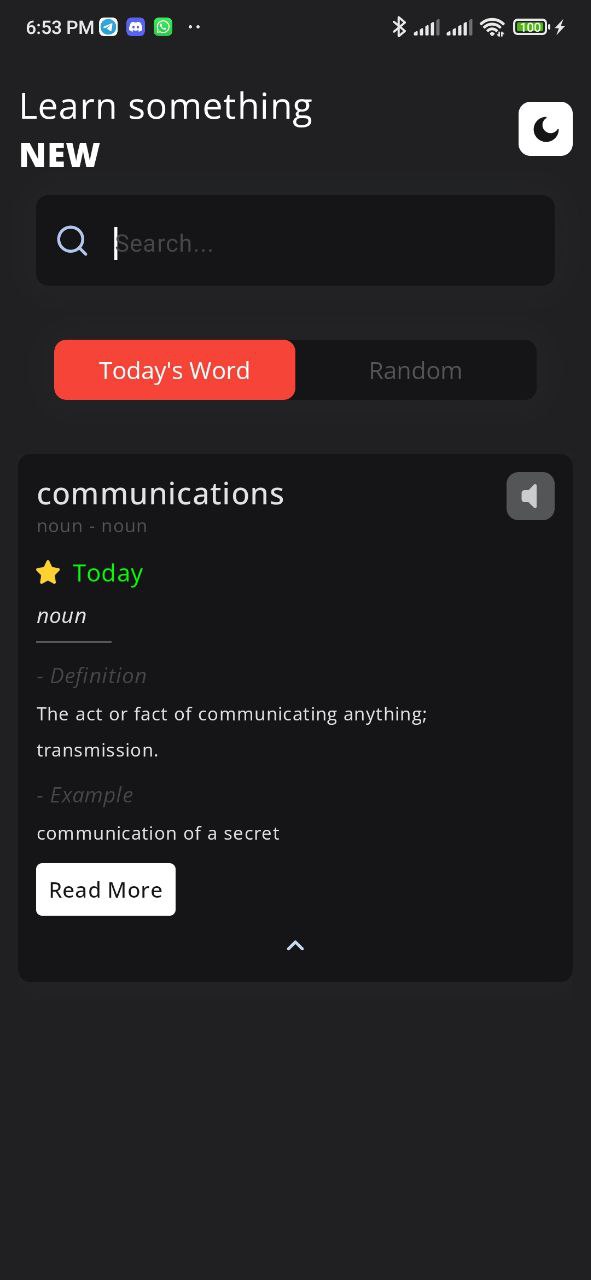 6:53 PM
100
Learn something
NEW
Search...
Today's Word
Random
communications
noun - noun
Today
noun
- Definition
The act or fact of communicating anything;
transmission.
- Example
communication of a secret
Read More